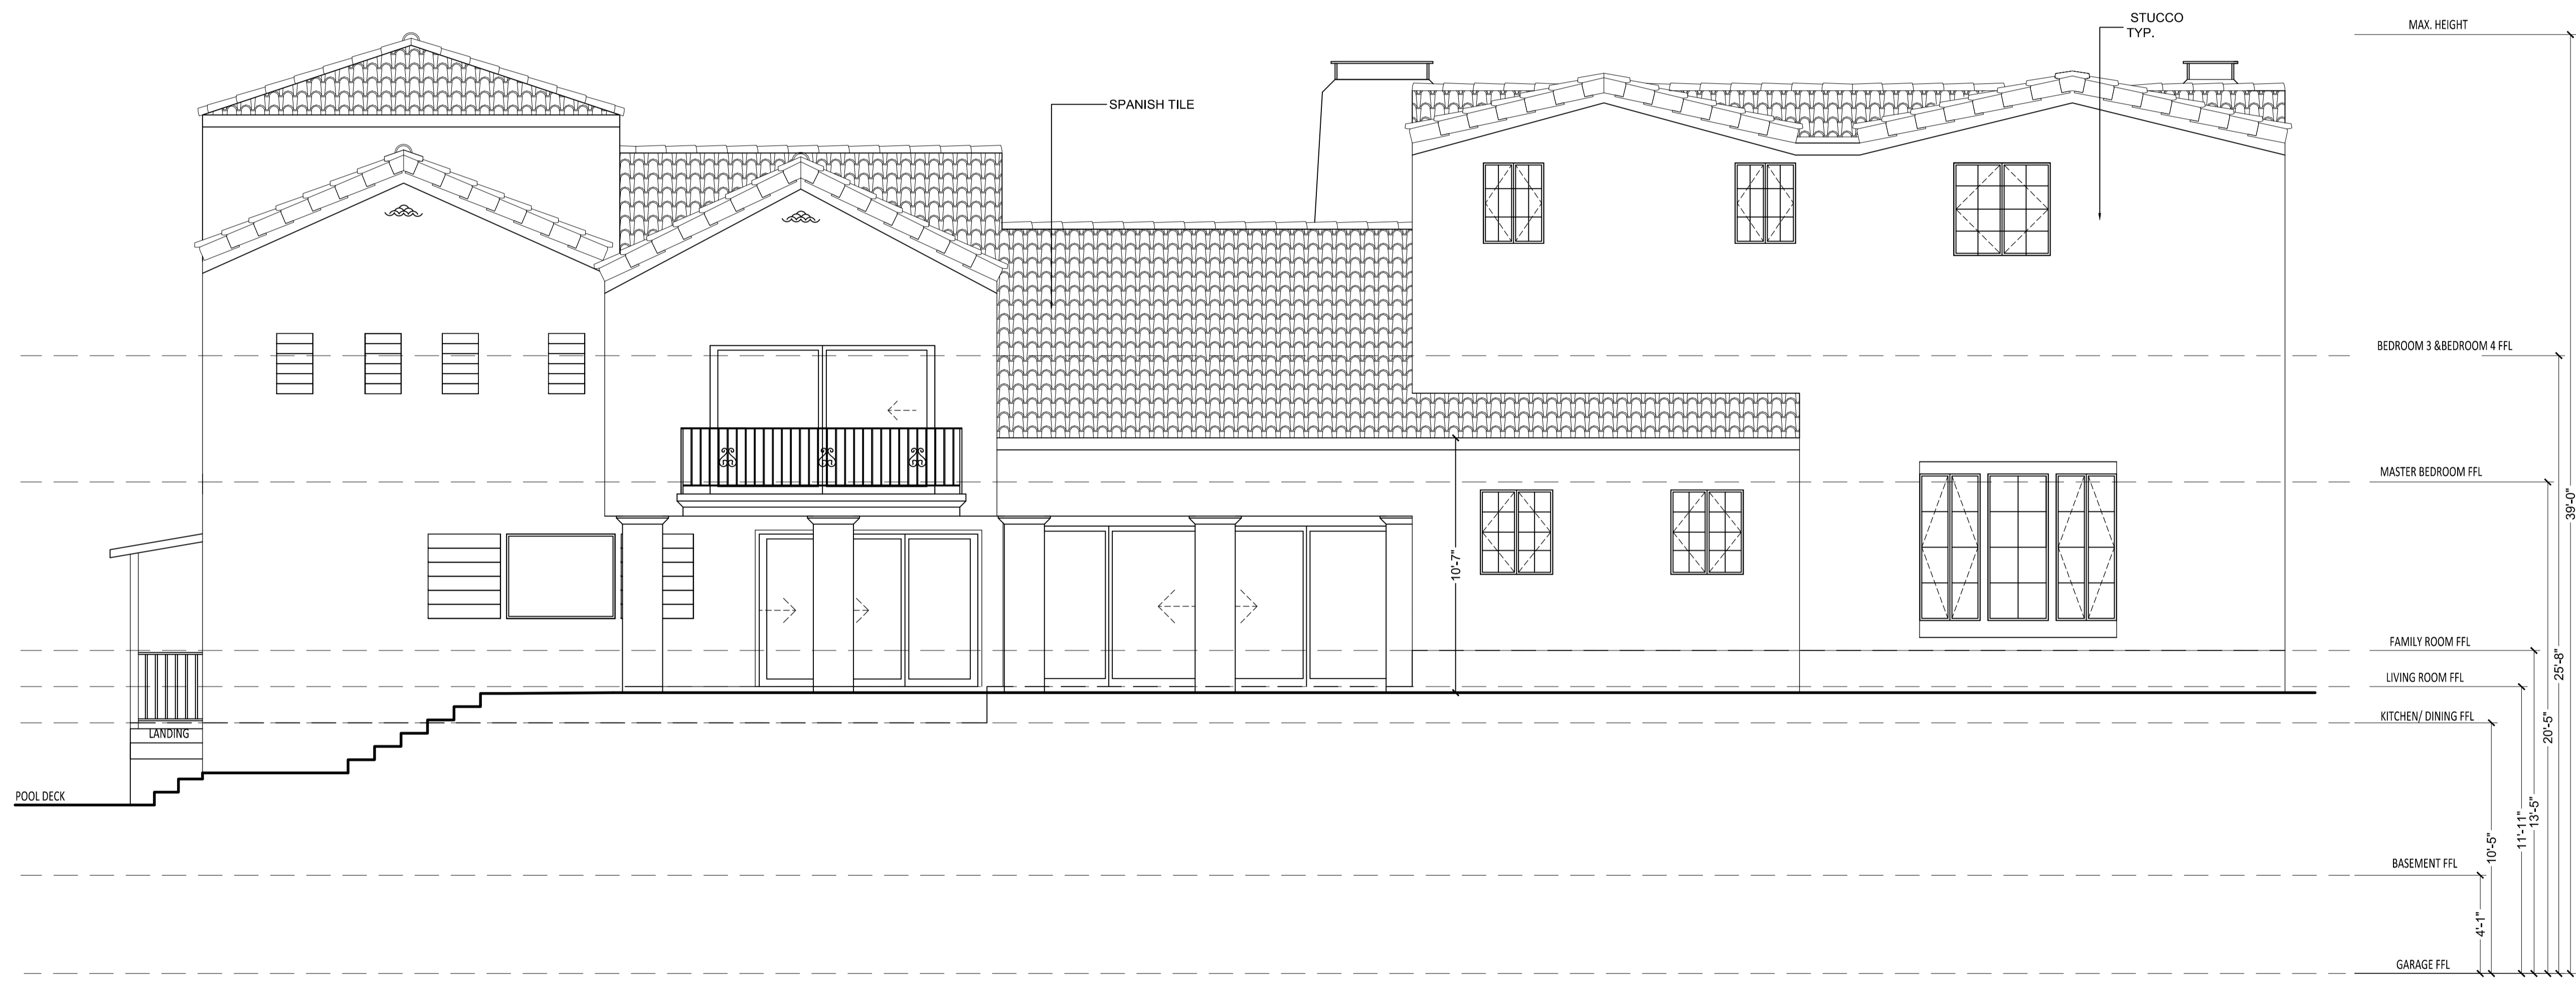 STUCCO
TYP.
MAX. HEIGHT
SPANISH TILE
BEDROOM 3 &BEDROOM 4 FFL
MASTER BEDROOM FFL
39'-0"
10'-7"
FAMILY ROOM FFL
25'-8"
LIVING ROOM FFL
KITCHEN/ DINING FFL
20'-5"
LANDING
POOL DECK
13'-5"
11'-11"
10'-5"
BASEMENT FFL
4'-1"
GARAGE FFL